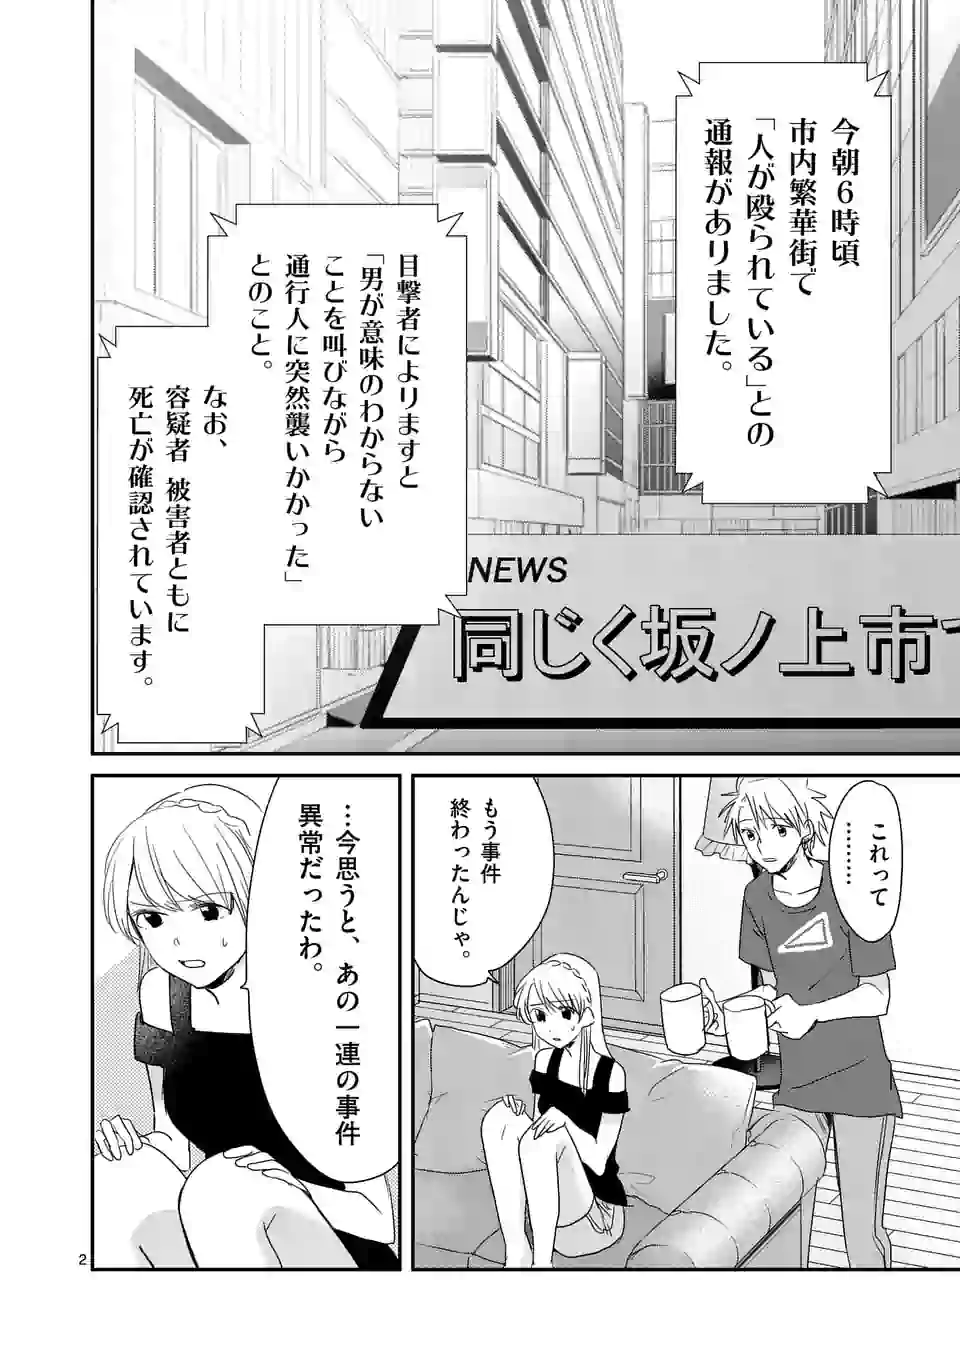 今朝6時頃
市内繁華街で
「人が殴られている」との
通報がありました。
目撃者によりますと
「男が意味のわからない
ことを叫びながら
通行人に突然襲いかかった」
とのこと。
なお、
容疑者 被害者ともに
死亡が確認されています。
NEWS
同じく坂ノ上市で
これって
………
もう事件
終わったんじゃ。
…今思うと、あの一連の事件
異常だったわ。
2